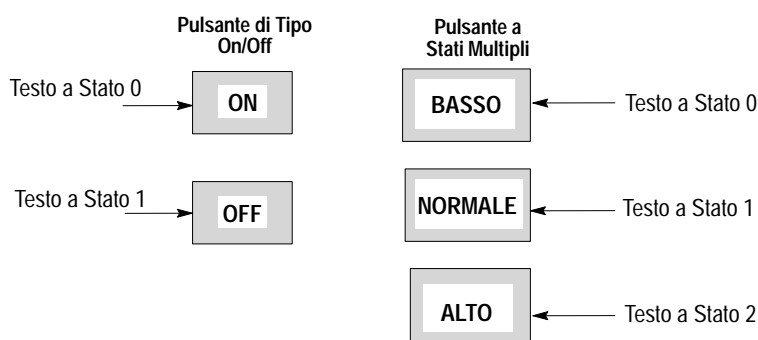 Pulsante di Tipo
On/Off
Pulsante a
Stati Multipli
Testo a Stato 0
ON
BASSO
Testo a Stato 0
Testo a Stato 1
OFF
NORMALE
Testo a Stato 1
ALTO
Testo a Stato 2